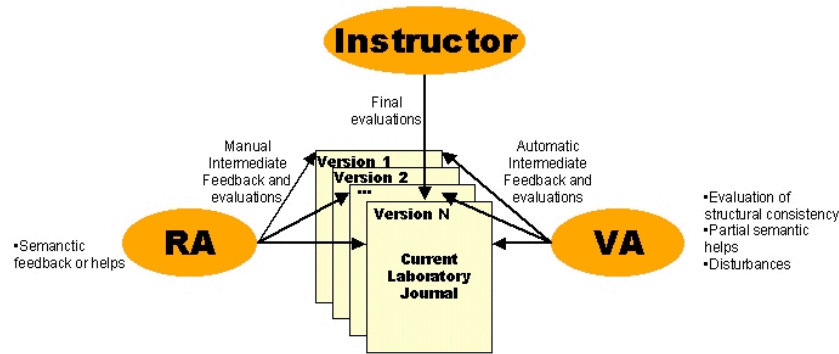 Instructor
Final
evaluations
Manual
Intermediate
Feedback and
evaluations
Automatic
Intermediate
Feedback and
evaluations
Version 1
Version 2
...
Version N
Current
Laboratory
Journal
RA
•Semanctic
feedback or helps
VA
•Evaluation of
structural consistency
•Partial semantic
helps
•Disturbances